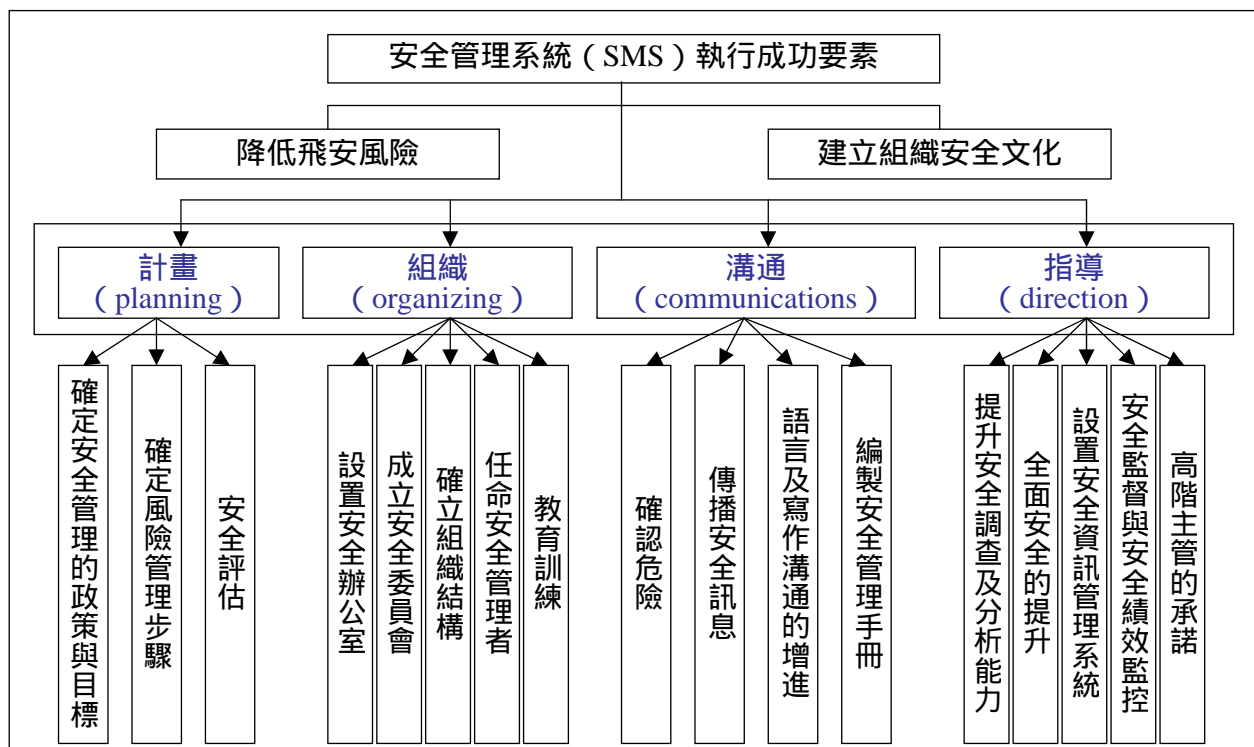 安全管理系統（SMS）執行成功要素
降低飛安風險
建立組織安全文化
計畫
（planning）
組織
（organizing）
溝通
（communications）
指導
（direction）
確定安全管理的政策與目標
確定風險管理步驟
安全評估
設置安全辦公室
成立安全委員會
確立組織結構
任命安全管理者
教育訓練
確認危險
傳播安全訊息
語言及寫作溝通的增進
編製安全管理手冊
提升安全調查及分析能力
全面安全的提升
設置安全資訊管理系統
安全監督與安全績效監控
高階主管的承諾